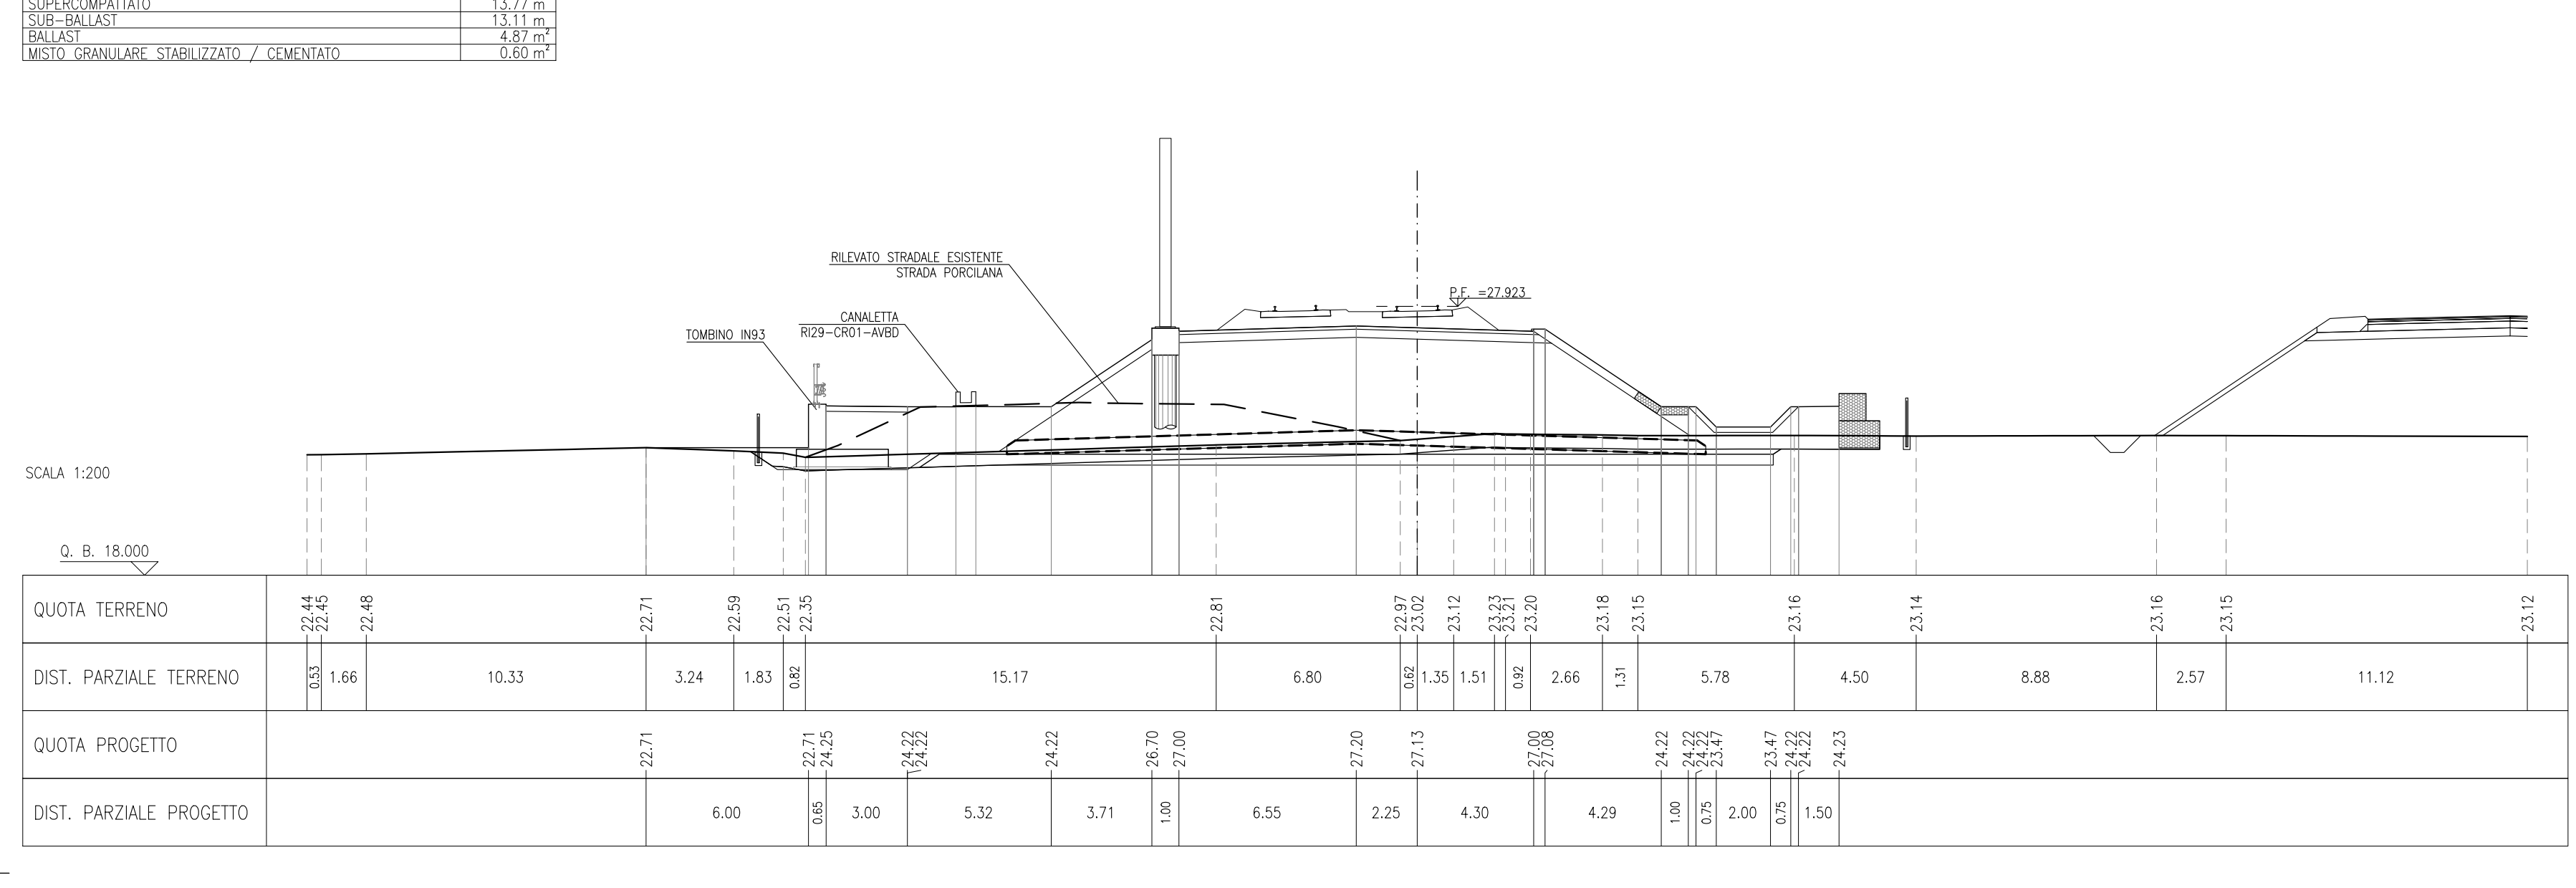 SUPERCOMPATTATO 13.77 m
SUB-BALLAST 13.11 m
BALLAST 4.87 m²
MISTO GRANULARE STABILIZZATO / CEMENTATO 0.60 m²
RILEVATO STRADALE ESISTENTE
STRADA PORCILANA
P.F. =27.923
CANALETTA
RI29-CR01-AVBD
TOMBINO IN93
SCALA 1:200
Q. B. 18.000
QUOTA TERRENO 22.44 22.45 22.48 22.71 22.59 22.51 22.35 22.81 22.97 23.02 23.12 23.23 23.21 23.20 23.18 23.15 23.16 23.14 23.16 23.15 23.12
DIST. PARZIALE TERRENO 0.53 1.66 10.33 3.24 1.83 0.82 15.17 6.80 0.62 1.35 1.51 0.92 2.66 1.31 5.78 4.50 8.88 2.57 11.12
QUOTA PROGETTO 22.71 22.71 24.25 24.22 24.22 24.22 26.70 27.00 27.20 27.13 27.00 27.08 24.22 24.22 24.22 23.47 23.47 24.22 24.22 24.23
DIST. PARZIALE PROGETTO 6.00 0.65 3.00 5.32 3.71 1.00 6.55 2.25 4.30 4.29 1.00 0.75 2.00 0.75 1.50